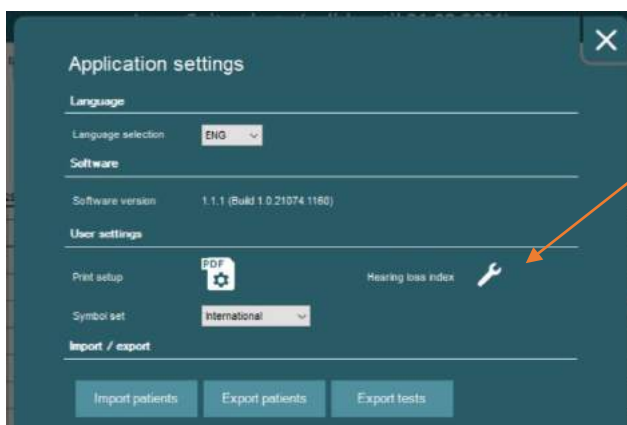 Application settings
Language
Language selection ENG
Software
Software version 1.1.1 (Build 1.0.21074.1160)
User settings
Print setup PDF Hearing loss index
Symbol set International
Import / export
Import patients Export patients Export tests